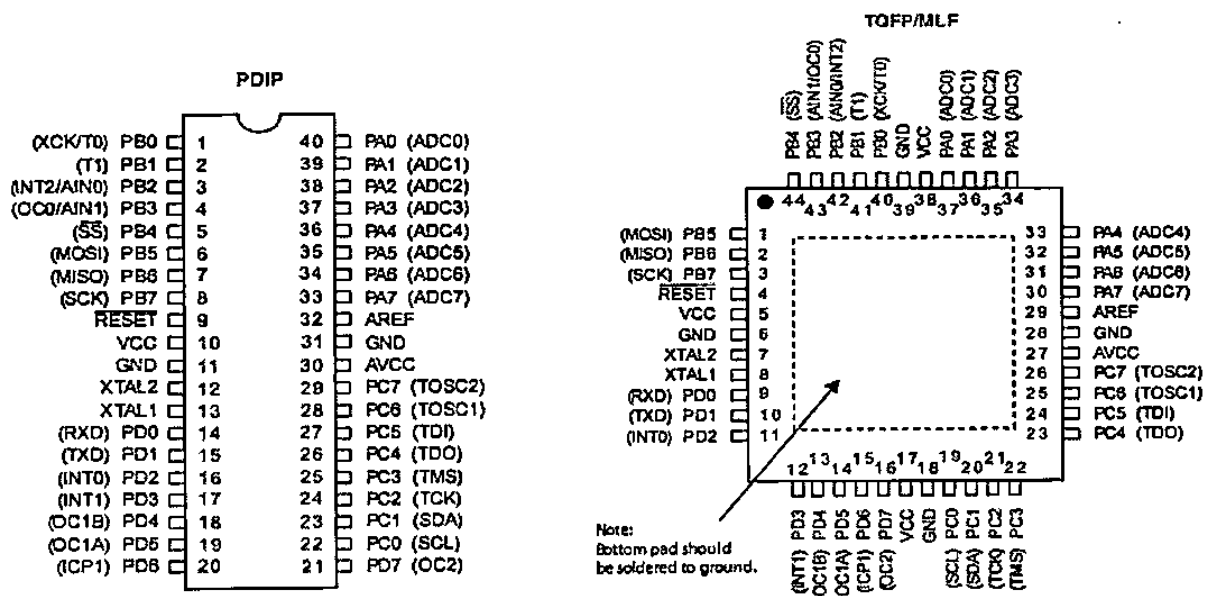 PDIP
(XCK/T0) PB0 1 40 PA0 (ADC0)
(T1) PB1 2 39 PA1 (ADC1)
(INT2/AIN0) PB2 3 38 PA2 (ADC2)
(OC0/AIN1) PB3 4 37 PA3 (ADC3)
(SS) PB4 5 36 PA4 (ADC4)
(MOSI) PB5 6 35 PA5 (ADC5)
(MISO) PB6 7 34 PA6 (ADC6)
(SCK) PB7 8 33 PA7 (ADC7)
RESET 9 32 AREF
VCC 10 31 GND
GND 11 30 AVCC
XTAL2 12 29 PC7 (TOSC2)
XTAL1 13 28 PC6 (TOSC1)
(RXD) PD0 14 27 PC5 (TDI)
(TXD) PD1 15 26 PC4 (TDO)
(INT0) PD2 16 25 PC3 (TMS)
(INT1) PD3 17 24 PC2 (TCK)
(OC1B) PD4 18 23 PC1 (SDA)
(OC1A) PD5 19 22 PC0 (SCL)
(ICP1) PD6 20 21 PD7 (OC2)
TQFP/MLF
PB4 (SS)
PB3 (AIN1/OC0)
PB2 (AIN0/INT2)
PB1 (T1)
PB0 (XCK/T0)
GND
VCC
PA0 (ADC0)
PA1 (ADC1)
PA2 (ADC2)
PA3 (ADC3)
44 43 42 41 40 39 38 37 36 35 34
(MOSI) PB5 1 33 PA4 (ADC4)
(MISO) PB6 2 32 PA5 (ADC5)
(SCK) PB7 3 31 PA6 (ADC6)
RESET 4 30 PA7 (ADC7)
VCC 5 29 AREF
GND 6 28 GND
XTAL2 7 27 AVCC
XTAL1 8 26 PC7 (TOSC2)
(RXD) PD0 9 25 PC6 (TOSC1)
(TXD) PD1 10 24 PC5 (TDI)
(INT0) PD2 11 23 PC4 (TDO)
12 13 14 15 16 17 18 19 20 21 22
(INT1) PD3
(OC1B) PD4
(OC1A) PD5
(ICP1) PD6
(OC2) PD7
VCC
GND
(SCL) PC0
(SDA) PC1
(TCK) PC2
(TMS) PC3
Note:
Bottom pad should
be soldered to ground.